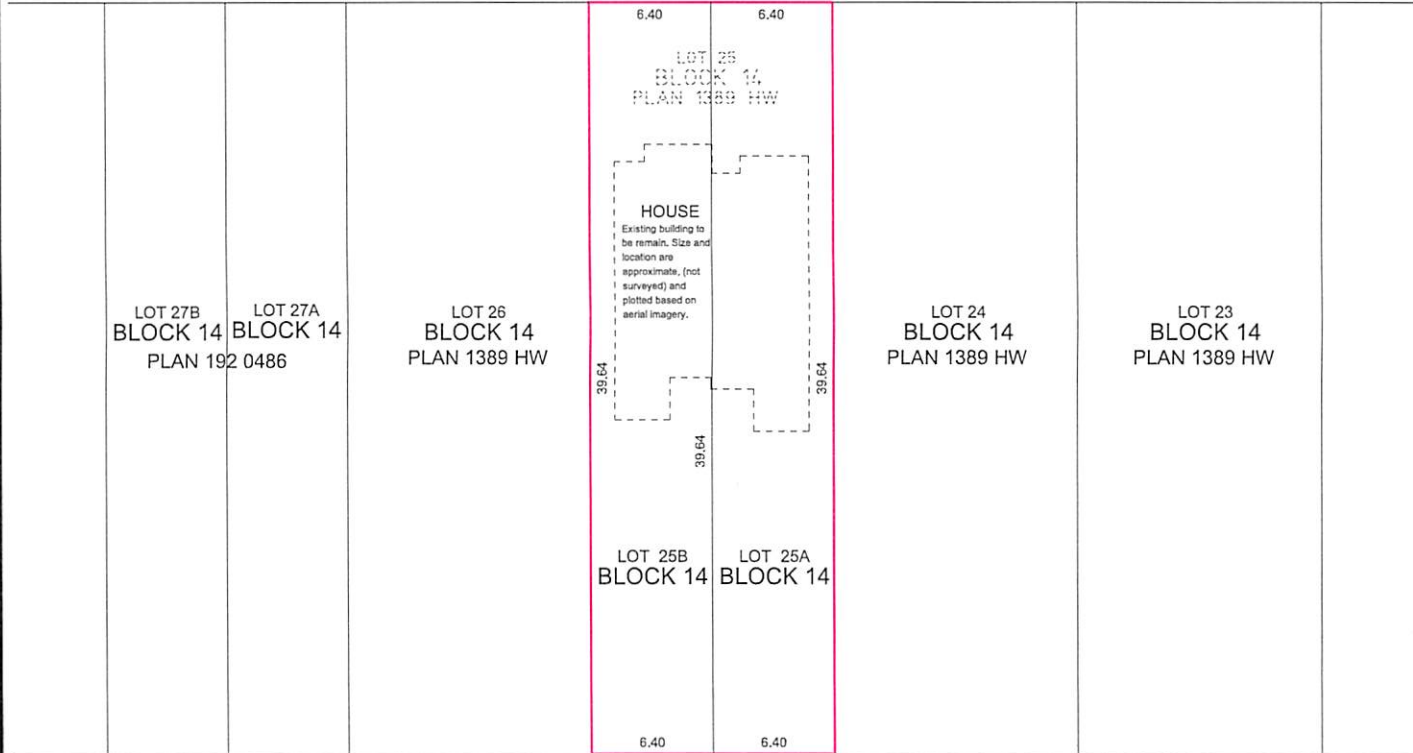 6.40
6.40
LOT 25
BLOCK 14
PLAN 1389 HW
HOUSE
Existing building to
be remain. Size and
location are
approximate, (not
surveyed) and
plotted based on
aerial imagery.
LOT 27B
BLOCK 14
LOT 27A
BLOCK 14
PLAN 192 0486
LOT 26
BLOCK 14
PLAN 1389 HW
39.64
39.64
39.64
LOT 24
BLOCK 14
PLAN 1389 HW
LOT 23
BLOCK 14
PLAN 1389 HW
LOT 25B
BLOCK 14
LOT 25A
BLOCK 14
6.40
6.40